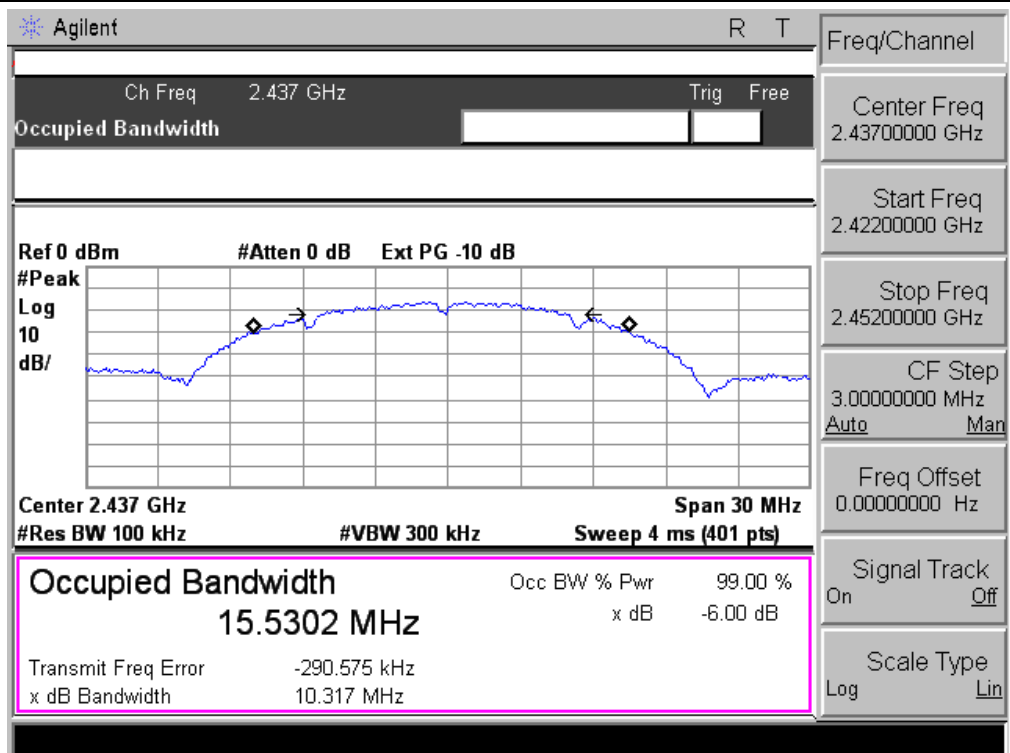 Agilent R T
Ch Freq 2.437 GHz Trig Free
Occupied Bandwidth
Ref 0 dBm #Atten 0 dB Ext PG -10 dB
#Peak
Log
10
dB/
Center 2.437 GHz Span 30 MHz
#Res BW 100 kHz #VBW 300 kHz Sweep 4 ms (401 pts)
Occupied Bandwidth Occ BW % Pwr 99.00 %
15.5302 MHz x dB -6.00 dB
Transmit Freq Error -290.575 kHz
x dB Bandwidth 10.317 MHz
Freq/Channel
Center Freq
2.43700000 GHz
Start Freq
2.42200000 GHz
Stop Freq
2.45200000 GHz
CF Step
3.00000000 MHz
Auto Man
Freq Offset
0.00000000 Hz
Signal Track
On Off
Scale Type
Log Lin